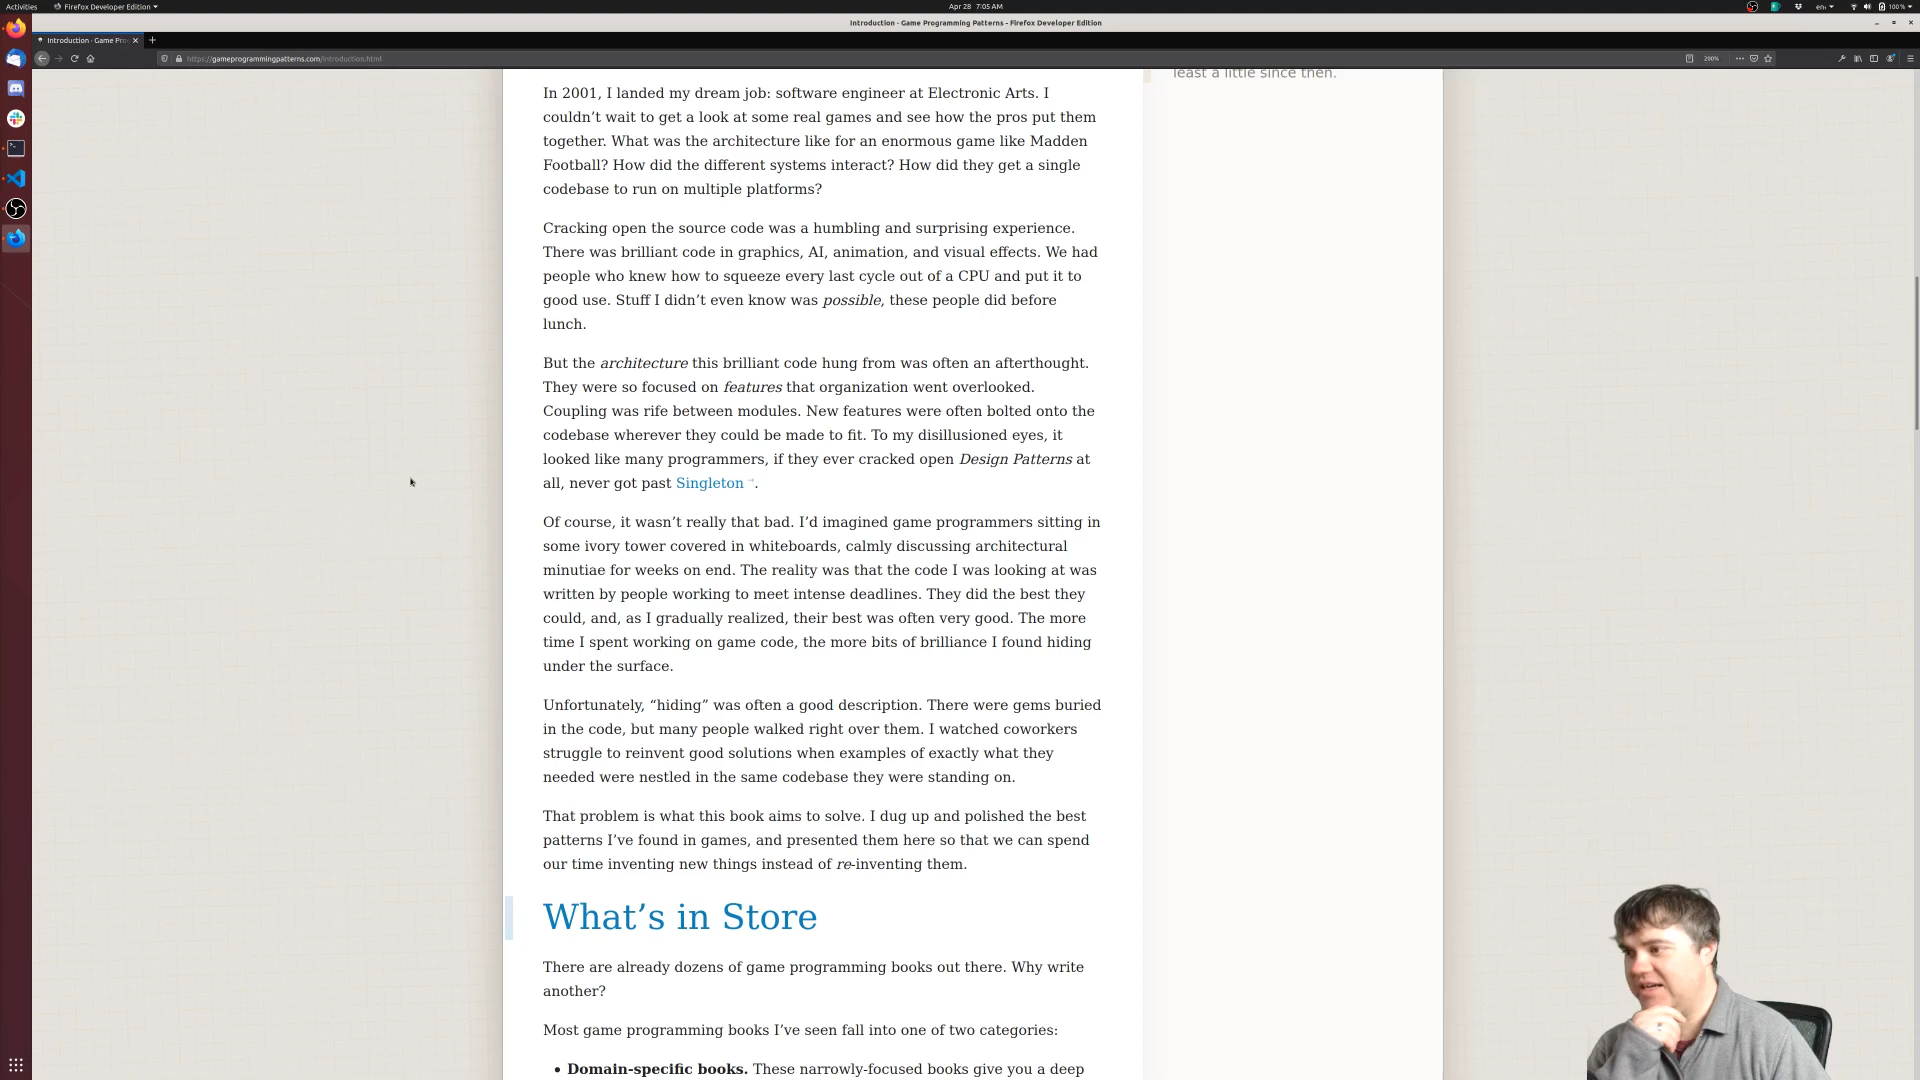 Activities
Firefox Developer Edition
Apr 28 7:05 AM
en
100 %
Introduction - Game Programming Patterns - Firefox Developer Edition
Introduction - Game Pro
https://gameprogrammingpatterns.com/introduction.html
200%
least a little since then.
In 2001, I landed my dream job: software engineer at Electronic Arts. I
couldn’t wait to get a look at some real games and see how the pros put them
together. What was the architecture like for an enormous game like Madden
Football? How did the different systems interact? How did they get a single
codebase to run on multiple platforms?
Cracking open the source code was a humbling and surprising experience.
There was brilliant code in graphics, AI, animation, and visual effects. We had
people who knew how to squeeze every last cycle out of a CPU and put it to
good use. Stuff I didn’t even know was possible, these people did before
lunch.
But the architecture this brilliant code hung from was often an afterthought.
They were so focused on features that organization went overlooked.
Coupling was rife between modules. New features were often bolted onto the
codebase wherever they could be made to fit. To my disillusioned eyes, it
looked like many programmers, if they ever cracked open Design Patterns at
all, never got past Singleton.
Of course, it wasn’t really that bad. I’d imagined game programmers sitting in
some ivory tower covered in whiteboards, calmly discussing architectural
minutiae for weeks on end. The reality was that the code I was looking at was
written by people working to meet intense deadlines. They did the best they
could, and, as I gradually realized, their best was often very good. The more
time I spent working on game code, the more bits of brilliance I found hiding
under the surface.
Unfortunately, “hiding” was often a good description. There were gems buried
in the code, but many people walked right over them. I watched coworkers
struggle to reinvent good solutions when examples of exactly what they
needed were nestled in the same codebase they were standing on.
That problem is what this book aims to solve. I dug up and polished the best
patterns I’ve found in games, and presented them here so that we can spend
our time inventing new things instead of re-inventing them.
What’s in Store
There are already dozens of game programming books out there. Why write
another?
Most game programming books I’ve seen fall into one of two categories:
• Domain-specific books. These narrowly-focused books give you a deep